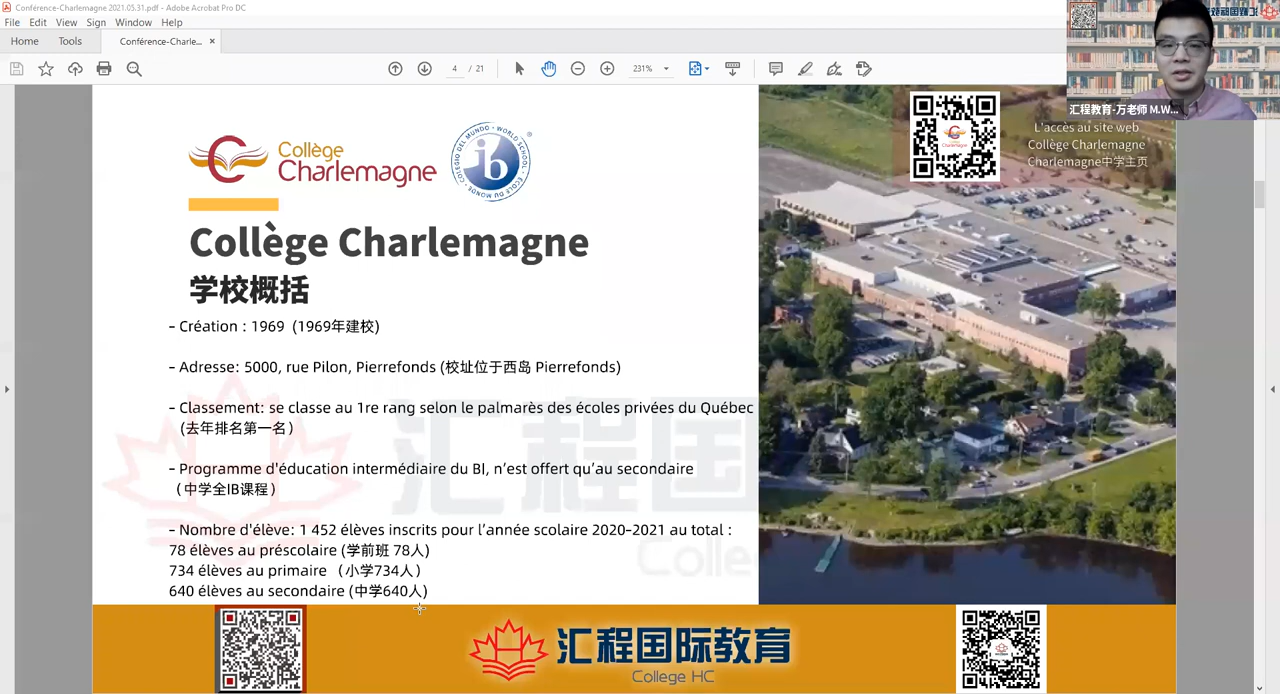 Conférence-Charlemagne 2021.05.31.pdf - Adobe Acrobat Pro DC
File Edit View Sign Window Help
Home Tools Conférence-Charle... ×
4 / 21 231%
汇程教育-万老师 M.W...
L'accès au site web
Collège Charlemagne
Charlemagne中学主页
Collège
Charlemagne
ib
Collège Charlemagne
学校概括
– Création : 1969 (1969年建校)
– Adresse: 5000, rue Pilon, Pierrefonds (校址位于西岛 Pierrefonds)
– Classement: se classe au 1re rang selon le palmarès des écoles privées du Québec
(去年排名第一名)
– Programme d'éducation intermédiaire du BI, n’est offert qu’au secondaire
(中学全IB课程)
– Nombre d'élève: 1 452 élèves inscrits pour l’année scolaire 2020–2021 au total :
78 élèves au préscolaire (学前班 78人)
734 élèves au primaire (小学734人)
640 élèves au secondaire (中学640人)
汇程国
Colle
汇程国际教育
College HC